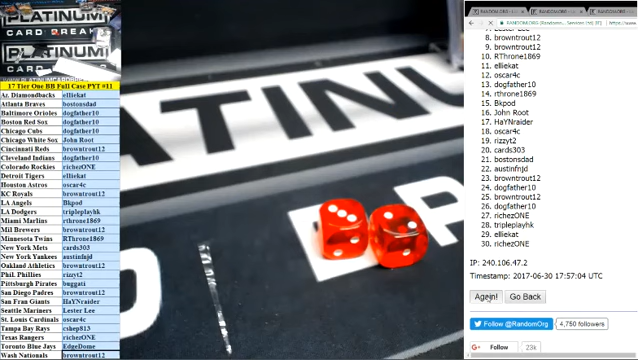 PLATINUM
CARD BREAKS
PLATINUM
17 Tier One BB Full Case PYT #11
Ar. Diamondbacks elliekat
Atlanta Braves bostonsdad
Baltimore Orioles dogfather10
Boston Red Sox dogfather10
Chicago Cubs dogfather10
Chicago White Sox John Root
Cincinnati Reds browntrout12
Cleveland Indians dogfather10
Colorado Rockies richezONE
Detroit Tigers elliekat
Houston Astros oscar4c
KC Royals browntrout12
LA Angels Bkpod
LA Dodgers tripleplayhk
Miami Marlins rthrone1869
Mil Brewers browntrout12
Minnesota Twins RThrone1869
New York Mets cards303
New York Yankees austinfnjd
Oakland Athletics browntrout12
Phil. Phillies rizzyt2
Pittsburgh Pirates buggati
San Diego Padres browntrout12
San Fran Giants HaYNraider
Seattle Mariners Lester Lee
St. Louis Cardinals oscar4c
Tampa Bay Rays cshep813
Texas Rangers richezONE
Toronto Blue Jays EdgeDome
Wash Nationals browntrout12
ATINU
8. browntrout12
9. browntrout12
10. RThrone1869
11. elliekat
12. oscar4c
13. dogfather10
14. rthrone1869
15. Bkpod
16. John Root
17. HaYNraider
18. oscar4c
19. rizzyt2
20. cards303
21. bostonsdad
22. austinfnjd
23. browntrout12
24. dogfather10
25. browntrout12
26. dogfather10
27. richezONE
28. tripleplayhk
29. elliekat
30. richezONE
IP: 240.106.47.2
Timestamp: 2017-06-30 17:57:04 UTC
Again! Go Back
Follow @RandomOrg 4,750 followers
Follow 23k